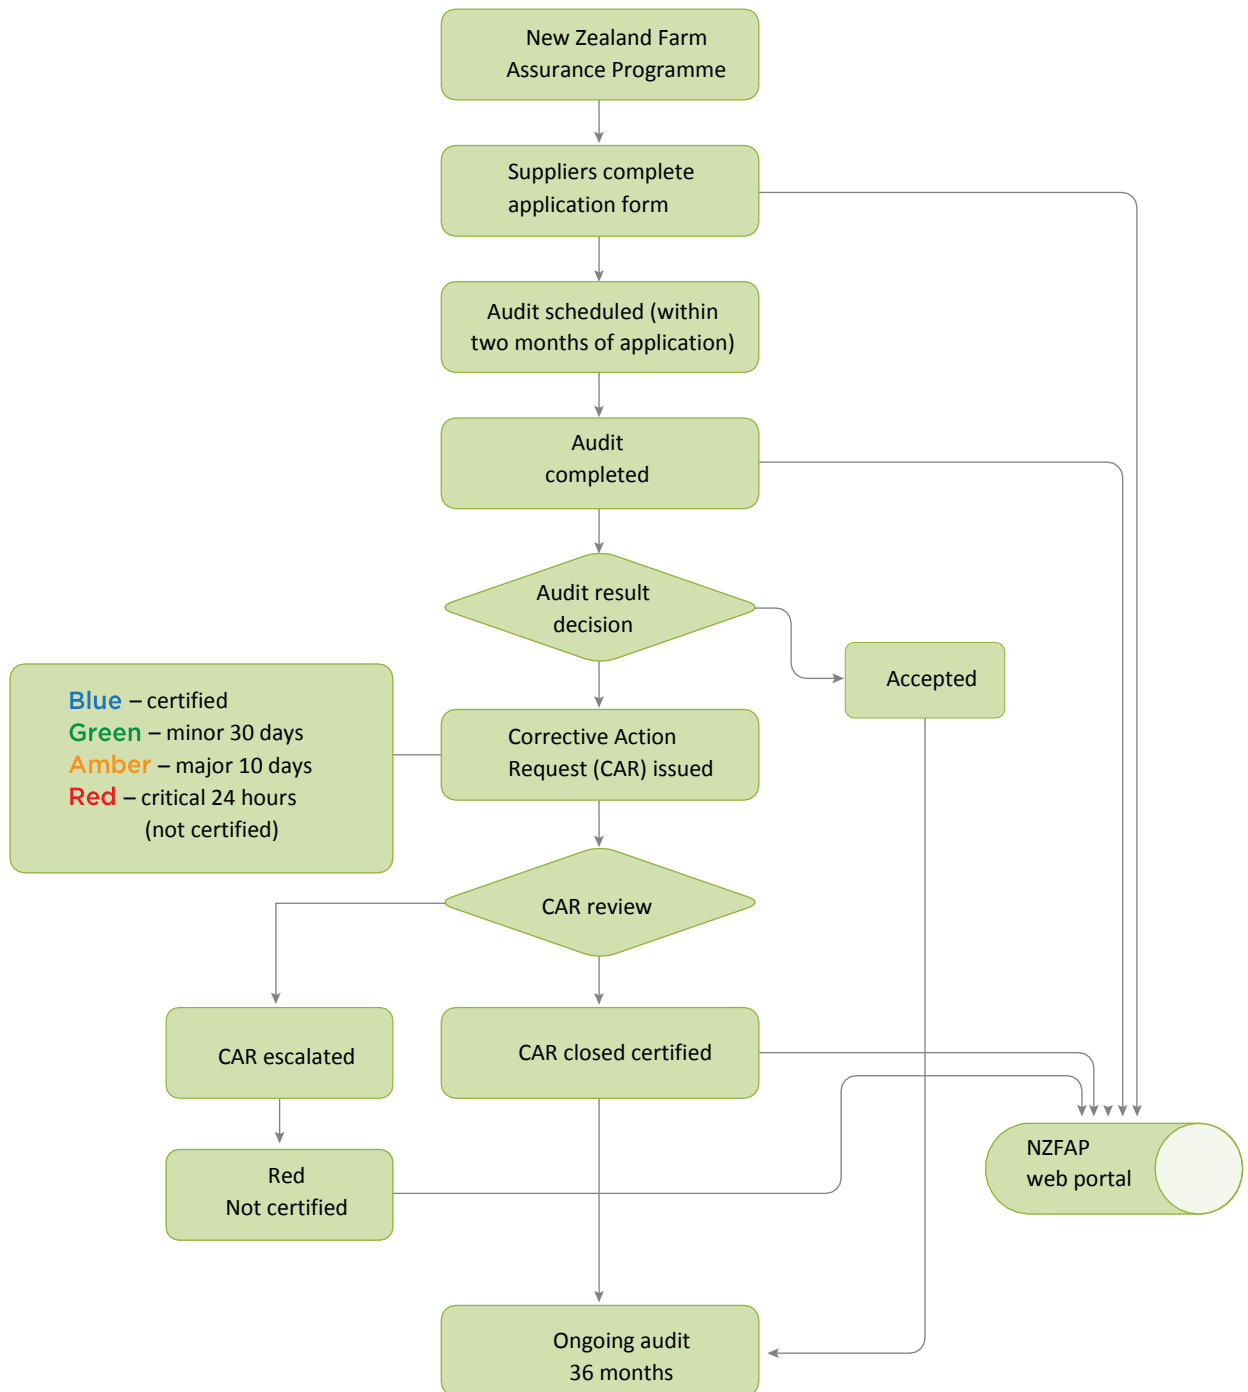 New Zealand Farm
Assurance Programme
Suppliers complete
application form
Audit scheduled (within
two months of application)
Audit
completed
Audit result
decision
Accepted
Blue – certified
Green – minor 30 days
Amber – major 10 days
Red – critical 24 hours
(not certified)
Corrective Action
Request (CAR) issued
CAR review
CAR escalated
CAR closed certified
Red
Not certified
NZFAP
web portal
Ongoing audit
36 months